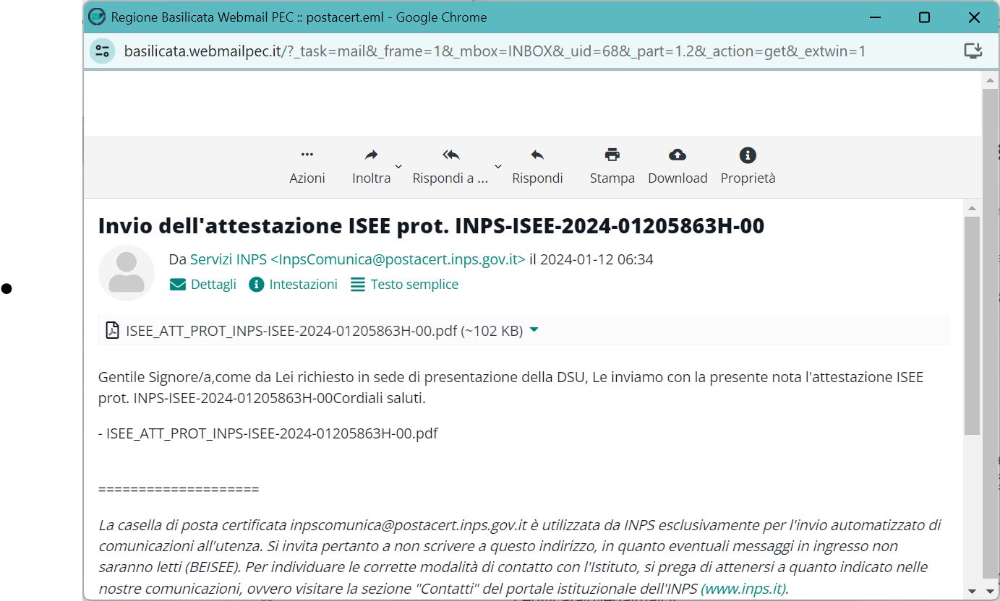 Regione Basilicata Webmail PEC :: postacert.eml - Google Chrome
basilicata.webmailpec.it/?_task=mail&_frame=1&_mbox=INBOX&_uid=68&_part=1.2&_action=get&_extwin=1
Azioni Inoltra Rispondi a ... Rispondi Stampa Download Proprietà
Invio dell'attestazione ISEE prot. INPS-ISEE-2024-01205863H-00
Da Servizi INPS <InpsComunica@postacert.inps.gov.it> il 2024-01-12 06:34
Dettagli Intestazioni Testo semplice
ISEE_ATT_PROT_INPS-ISEE-2024-01205863H-00.pdf (~102 KB)
Gentile Signore/a,come da Lei richiesto in sede di presentazione della DSU, Le inviamo con la presente nota l'attestazione ISEE
prot. INPS-ISEE-2024-01205863H-00Cordiali saluti.
- ISEE_ATT_PROT_INPS-ISEE-2024-01205863H-00.pdf
====================
La casella di posta certificata inpscomunica@postacert.inps.gov.it è utilizzata da INPS esclusivamente per l'invio automatizzato di
comunicazioni all'utenza. Si invita pertanto a non scrivere a questo indirizzo, in quanto eventuali messaggi in ingresso non
saranno letti (BEISEE). Per individuare le corrette modalità di contatto con l'Istituto, si prega di attenersi a quanto indicato nelle
nostre comunicazioni, ovvero visitare la sezione "Contatti" del portale istituzionale dell'INPS (www.inps.it).